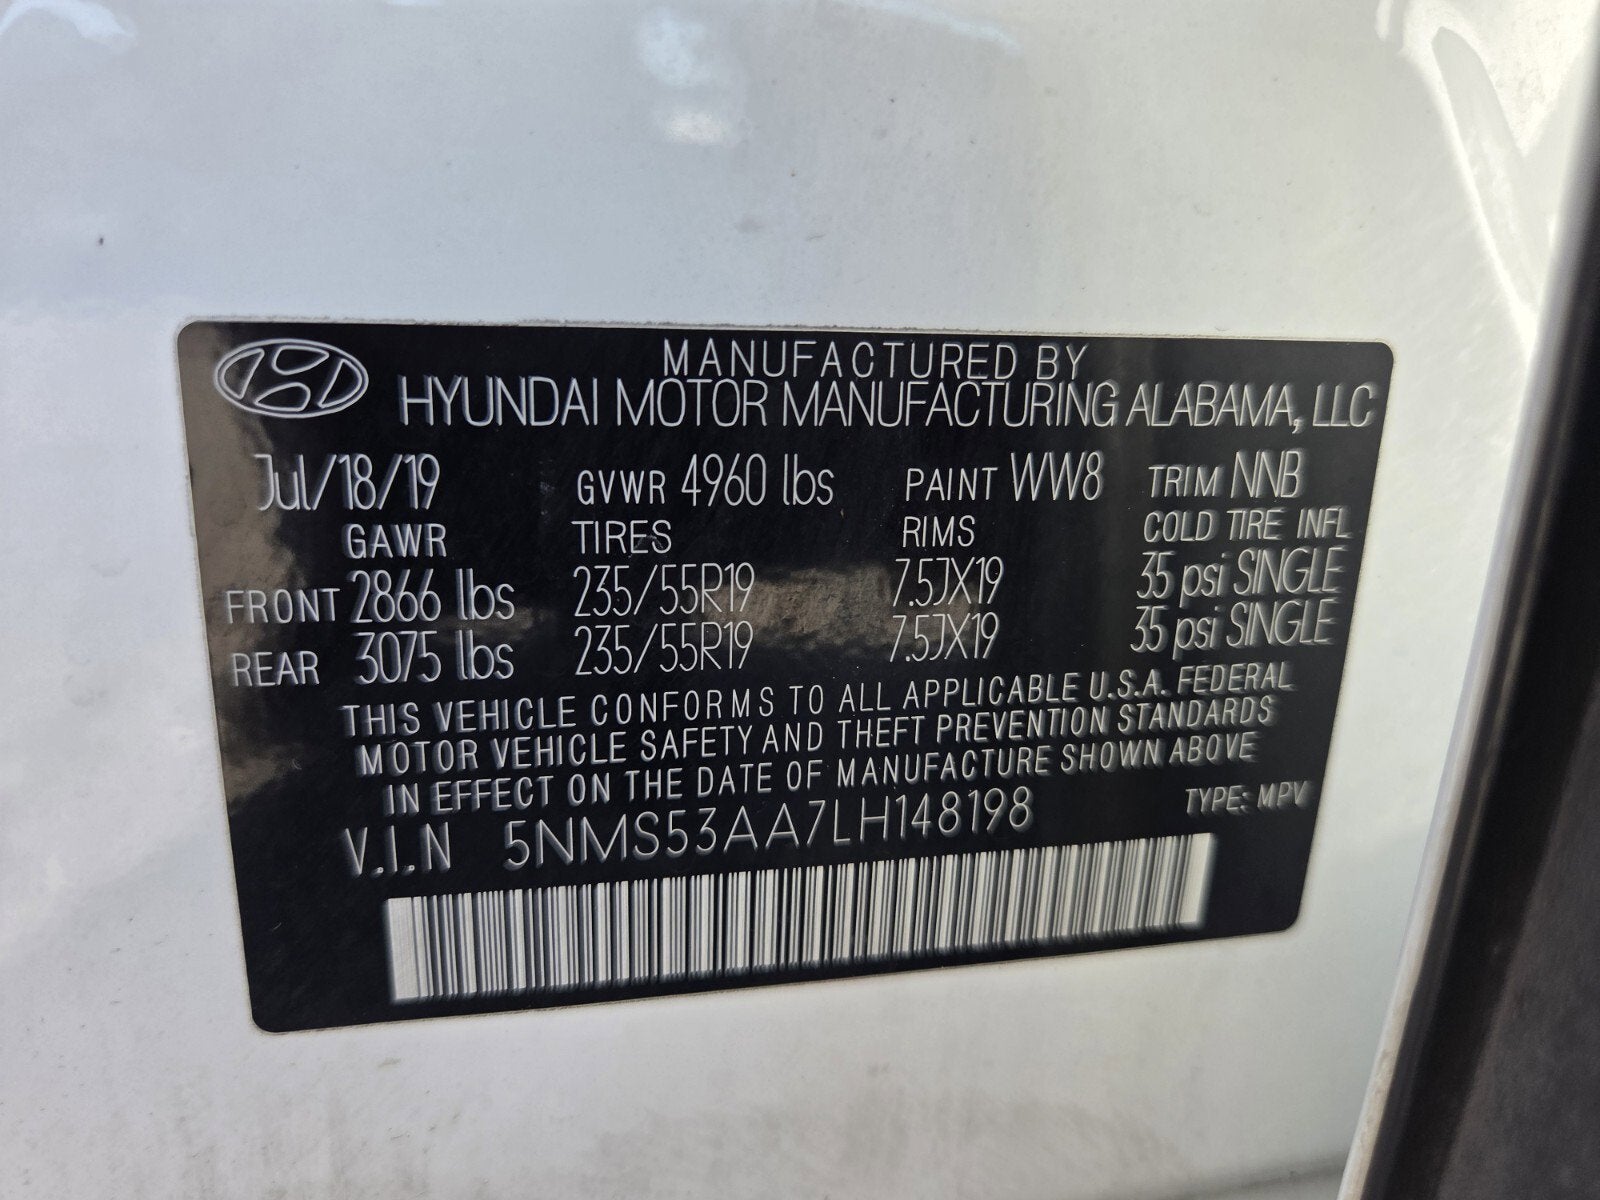 MANUFACTURED BY
HYUNDAI MOTOR MANUFACTURING ALABAMA, LLC
Jul/18/19 GVWR 4960 lbs PAINT WW8 TRIM NNB
GAWR TIRES RIMS COLD TIRE INFL
FRONT 2866 lbs 235/55R19 7.5JX19 35 psi SINGLE
REAR 3075 lbs 235/55R19 7.5JX19 35 psi SINGLE
THIS VEHICLE CONFORMS TO ALL APPLICABLE U.S.A. FEDERAL
MOTOR VEHICLE SAFETY AND THEFT PREVENTION STANDARDS
IN EFFECT ON THE DATE OF MANUFACTURE SHOWN ABOVE
V.I.N 5NMS53AA7LH148198 TYPE: MPV